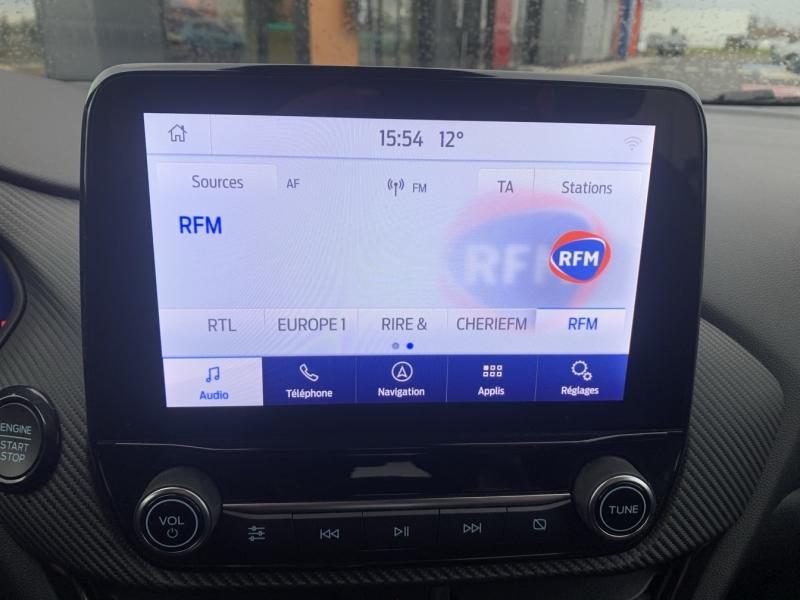 15:54 12°
Sources AF FM TA Stations
RFM
RFM
RFM
RTL EUROPE 1 RIRE & CHERIEFM RFM
Audio Téléphone Navigation Applis Réglages
ENGINE
START
STOP
VOL
TUNE